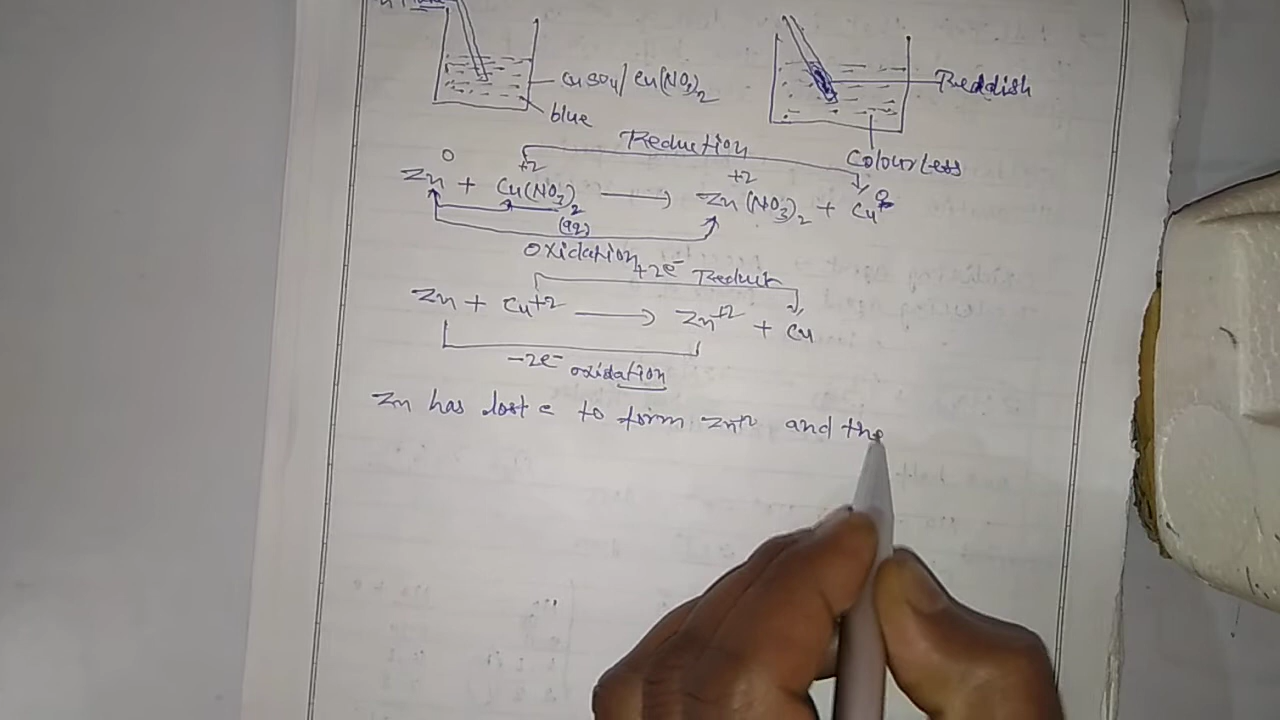 CuSO4/Cu(NO3)2
blue
Reddish
Colourless
Reduction
0 +2 +2 0
Zn + Cu(NO3)2 → Zn(NO3)2 + Cu
(aq)
oxidation
+2e- Reduct
Zn + Cu+2 → Zn+2 + Cu
-2e- oxidation
Zn has lost e to form Zn+2 and the